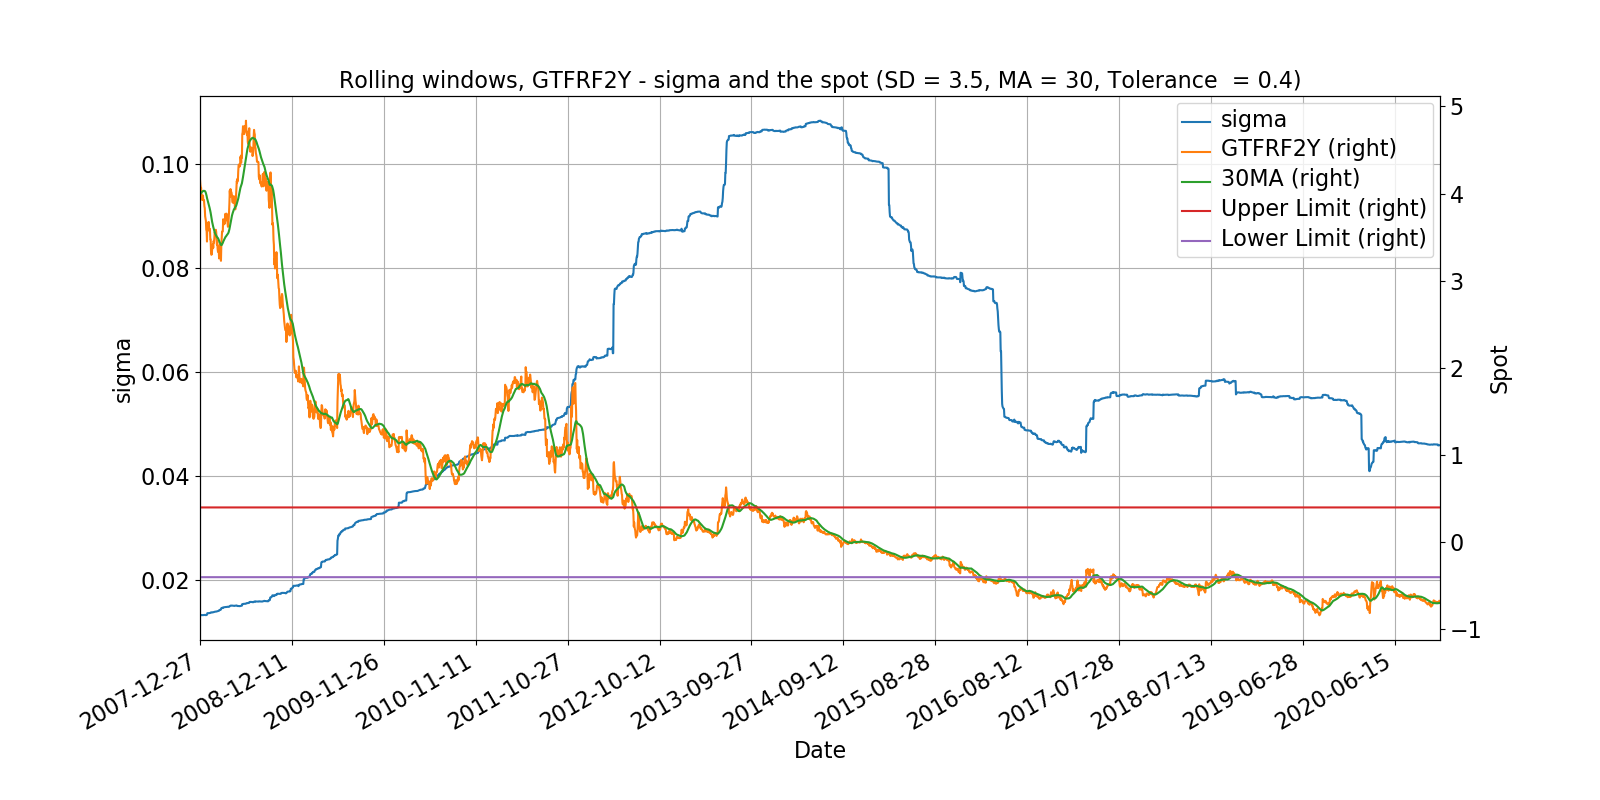 Rolling windows, GTFRF2Y - sigma and the spot (SD = 3.5, MA = 30, Tolerance  = 0.4)
sigma
GTFRF2Y (right)
30MA (right)
Upper Limit (right)
Lower Limit (right)
0.10
0.08
0.06
0.04
0.02
sigma
5
4
3
2
1
0
−1
Spot
2007-12-27
2008-12-11
2009-11-26
2010-11-11
2011-10-27
2012-10-12
2013-09-27
2014-09-12
2015-08-28
2016-08-12
2017-07-28
2018-07-13
2019-06-28
2020-06-15
Date